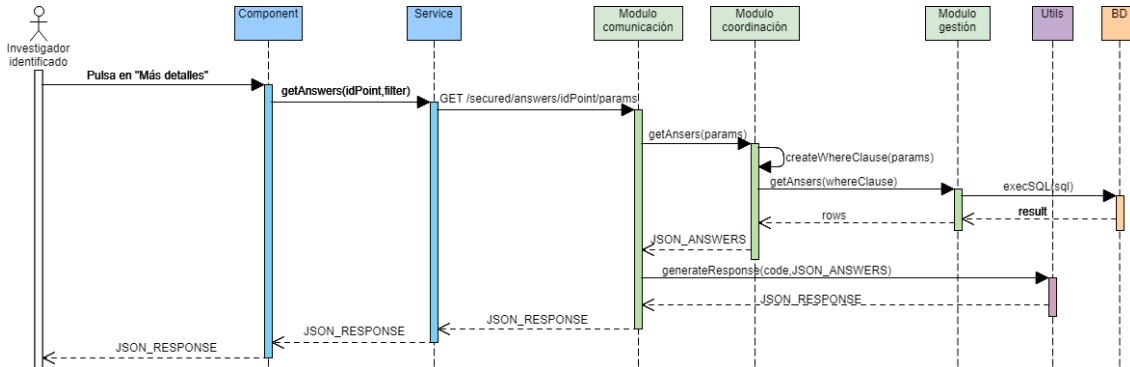 Component
Service
Modulo
comunicación
Modulo
coordinación
Modulo
gestión
Utils
BD
Investigador
identificado
Pulsa en "Más detalles"
getAnswers(idPoint,filter)
GET /secured/answers/idPoint/params
getAnsers(params)
createWhereClause(params)
getAnsers(whereClause)
execSQL(sql)
rows
result
JSON_ANSWERS
generateResponse(code,JSON_ANSWERS)
JSON_RESPONSE
JSON_RESPONSE
JSON_RESPONSE
JSON_RESPONSE